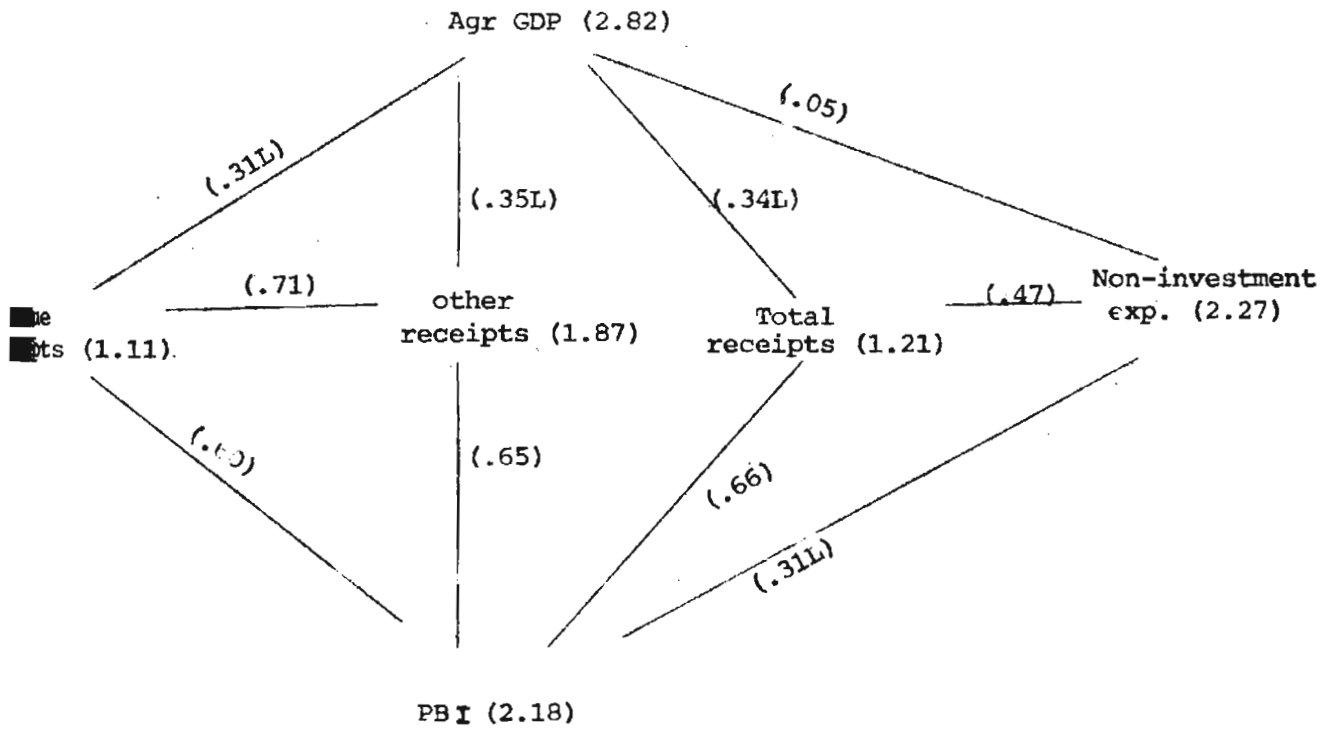 Agr GDP (2.82)
(.05)
(.31L)
(.35L)
(.34L)
(.71)
other
receipts (1.87)
Total
receipts (1.21)
(.47)
Non-investment
exp. (2.27)
(1.11)
(.65)
(.66)
(.31L)
PBI (2.18)